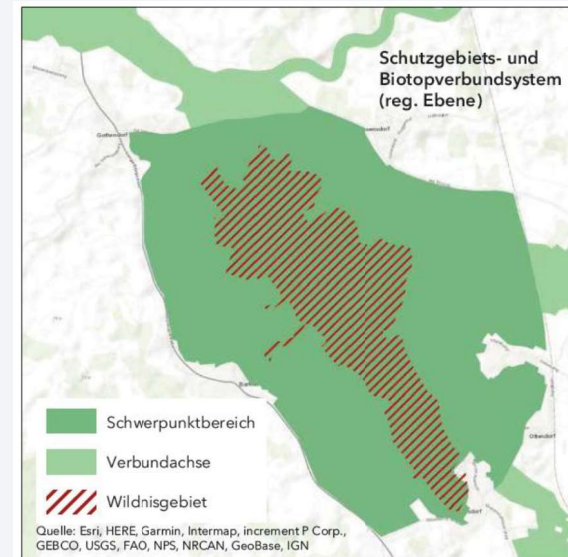 Schutzgebiets- und
Biotopverbundsystem
(reg. Ebene)
Schwerpunktbereich
Verbundachse
Wildnisgebiet
Quelle: Esri, HERE, Garmin, Intermap, increment P Corp.,
GEBCO, USGS, FAO, NPS, NRCAN, GeoBase, IGN